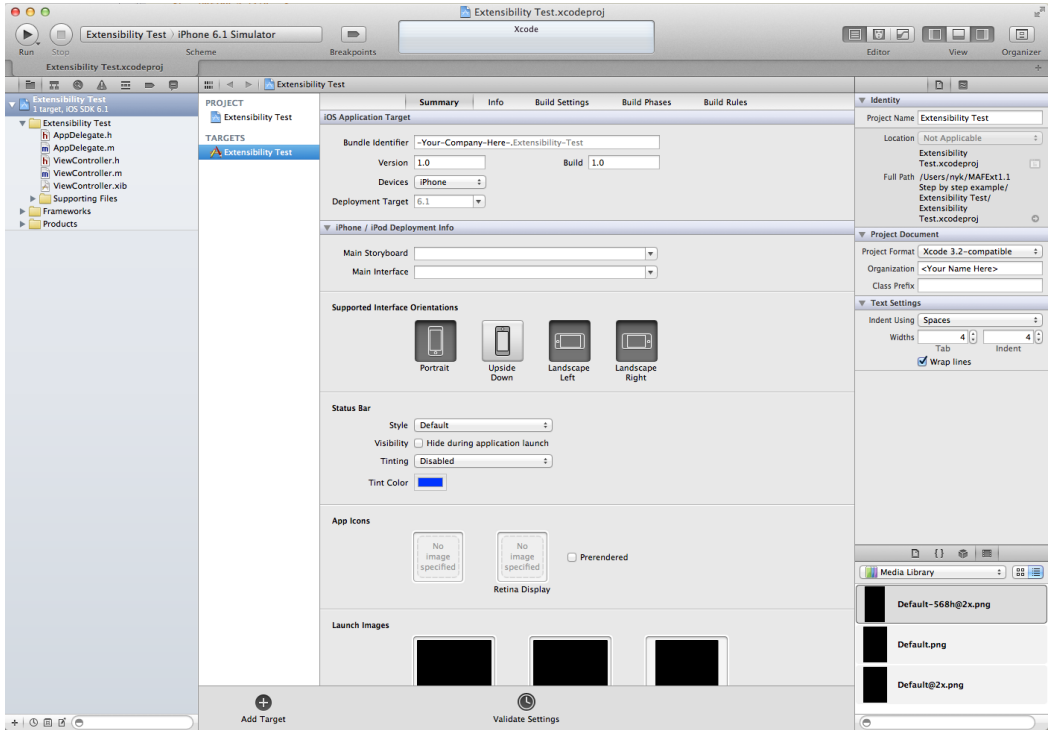 Extensibility Test.xcodeproj
Extensibility Test › iPhone 6.1 Simulator
Xcode
Run
Stop
Scheme
Breakpoints
Editor
View
Organizer
Extensibility Test.xcodeproj
Extensibility Test
1 target, iOS SDK 6.1
Extensibility Test
AppDelegate.h
AppDelegate.m
ViewController.h
ViewController.m
ViewController.xib
Supporting Files
Frameworks
Products
Extensibility Test
PROJECT
Extensibility Test
TARGETS
Extensibility Test
Summary
Info
Build Settings
Build Phases
Build Rules
iOS Application Target
Bundle Identifier -Your-Company-Here-.Extensibility-Test
Version 1.0
Build 1.0
Devices iPhone
Deployment Target 6.1
iPhone / iPod Deployment Info
Main Storyboard
Main Interface
Supported Interface Orientations
Portrait
Upside
Down
Landscape
Left
Landscape
Right
Status Bar
Style Default
Visibility Hide during application launch
Tinting Disabled
Tint Color
App Icons
No
image
specified
No
image
specified
Prerendered
Retina Display
Launch Images
Add Target
Validate Settings
Identity
Project Name Extensibility Test
Location Not Applicable
Extensibility
Test.xcodeproj
Full Path /Users/nyk/MAFExt1.1
Step by step example/
Extensibility Test/
Extensibility
Test.xcodeproj
Project Document
Project Format Xcode 3.2-compatible
Organization <Your Name Here>
Class Prefix
Text Settings
Indent Using Spaces
Widths 4 4
Tab Indent
Wrap lines
{}
Media Library
Default-568h@2x.png
Default.png
Default@2x.png